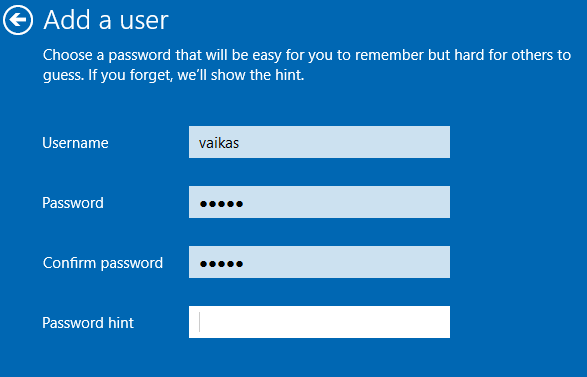 Add a user
Choose a password that will be easy for you to remember but hard for others to
guess. If you forget, we'll show the hint.
Username vaikas
Password ●●●●●
Confirm password ●●●●●
Password hint